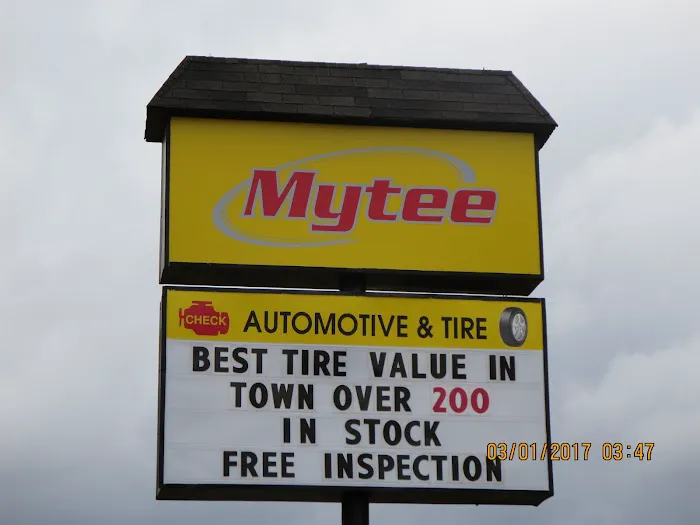 Mytee
CHECK
AUTOMOTIVE & TIRE
BEST TIRE VALUE IN
TOWN OVER 200
IN STOCK
FREE INSPECTION
03/01/2017 03:47